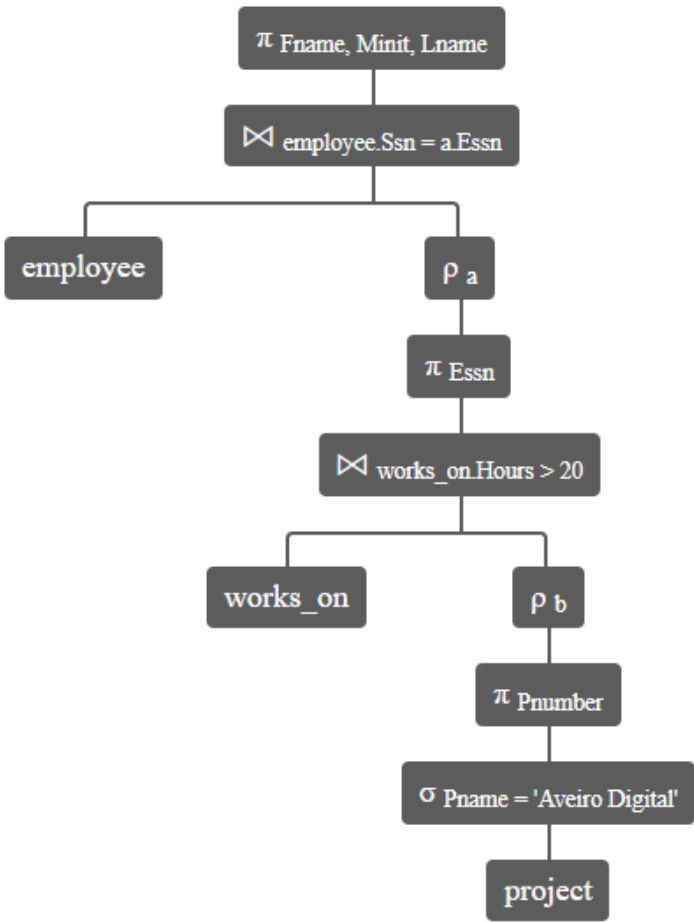 π Fname, Minit, Lname
⋈ employee.Ssn = a.Essn
employee
ρ a
π Essn
⋈ works_on.Hours > 20
works_on
ρ b
π Pnumber
σ Pname = 'Aveiro Digital'
project